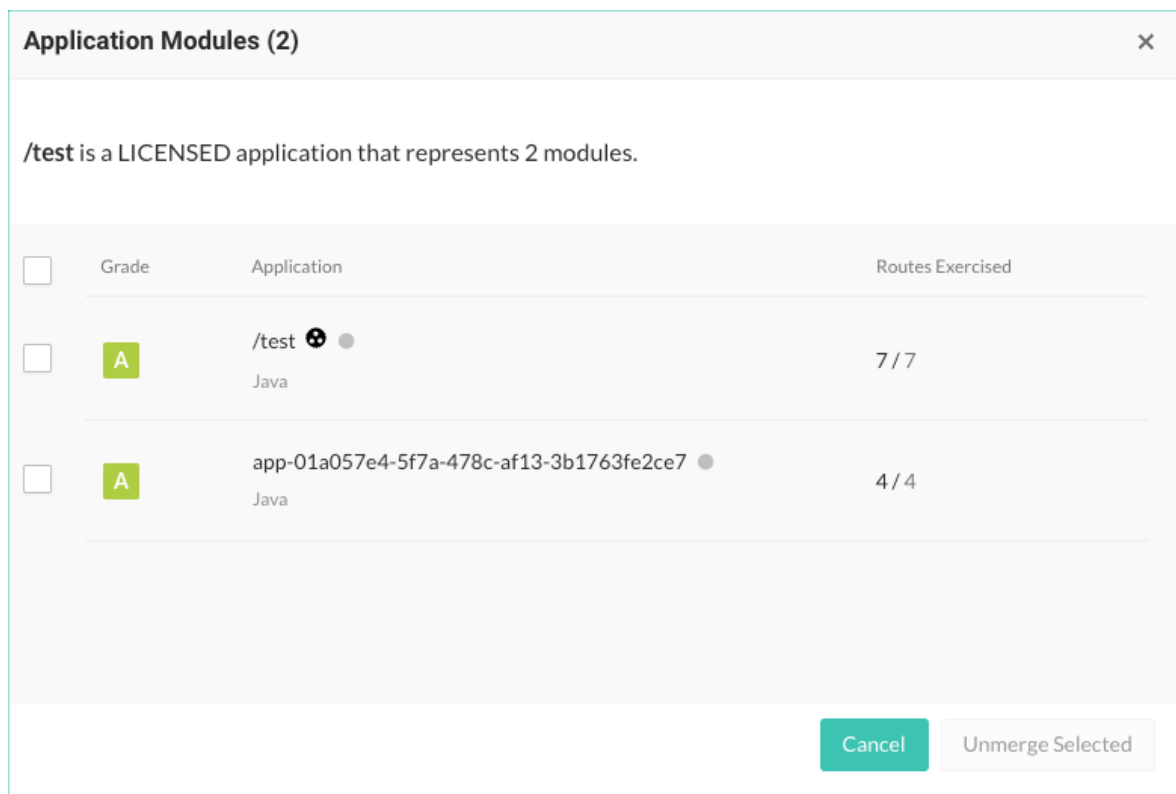 Application Modules (2)
/test is a LICENSED application that represents 2 modules.
Grade Application Routes Exercised
A /test 7 / 7
Java
A app-01a057e4-5f7a-478c-af13-3b1763fe2ce7 4 / 4
Java
Cancel Unmerge Selected